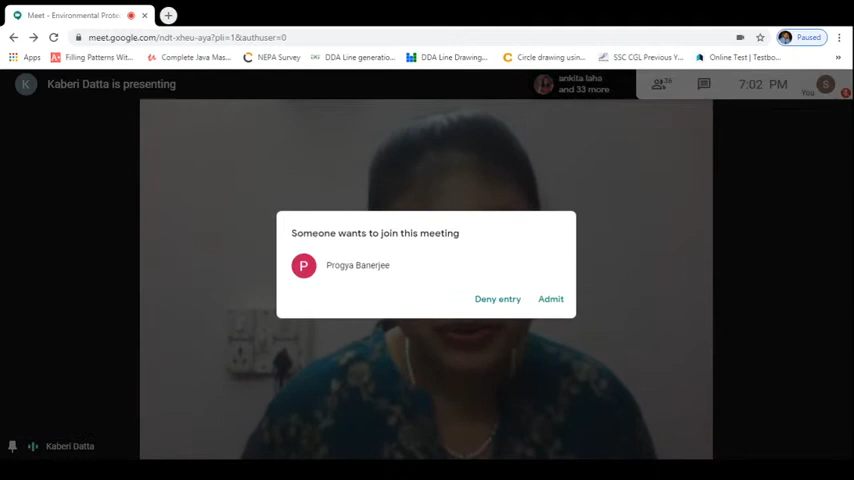 Meet - Environmental Prote
meet.google.com/ndt-xheu-aya?pli=1&authuser=0
Paused
Apps
Filling Patterns Wit...
Complete Java Mas...
NEPA Survey
DDA Line generatio...
DDA Line Drawing...
Circle drawing usin...
SSC CGL Previous Y...
Online Test | Testbo...
»
K
Kaberi Datta is presenting
ankita laha
and 33 more
7:02 PM
S
You
Someone wants to join this meeting
P
Progya Banerjee
Deny entry
Admit
Kaberi Datta